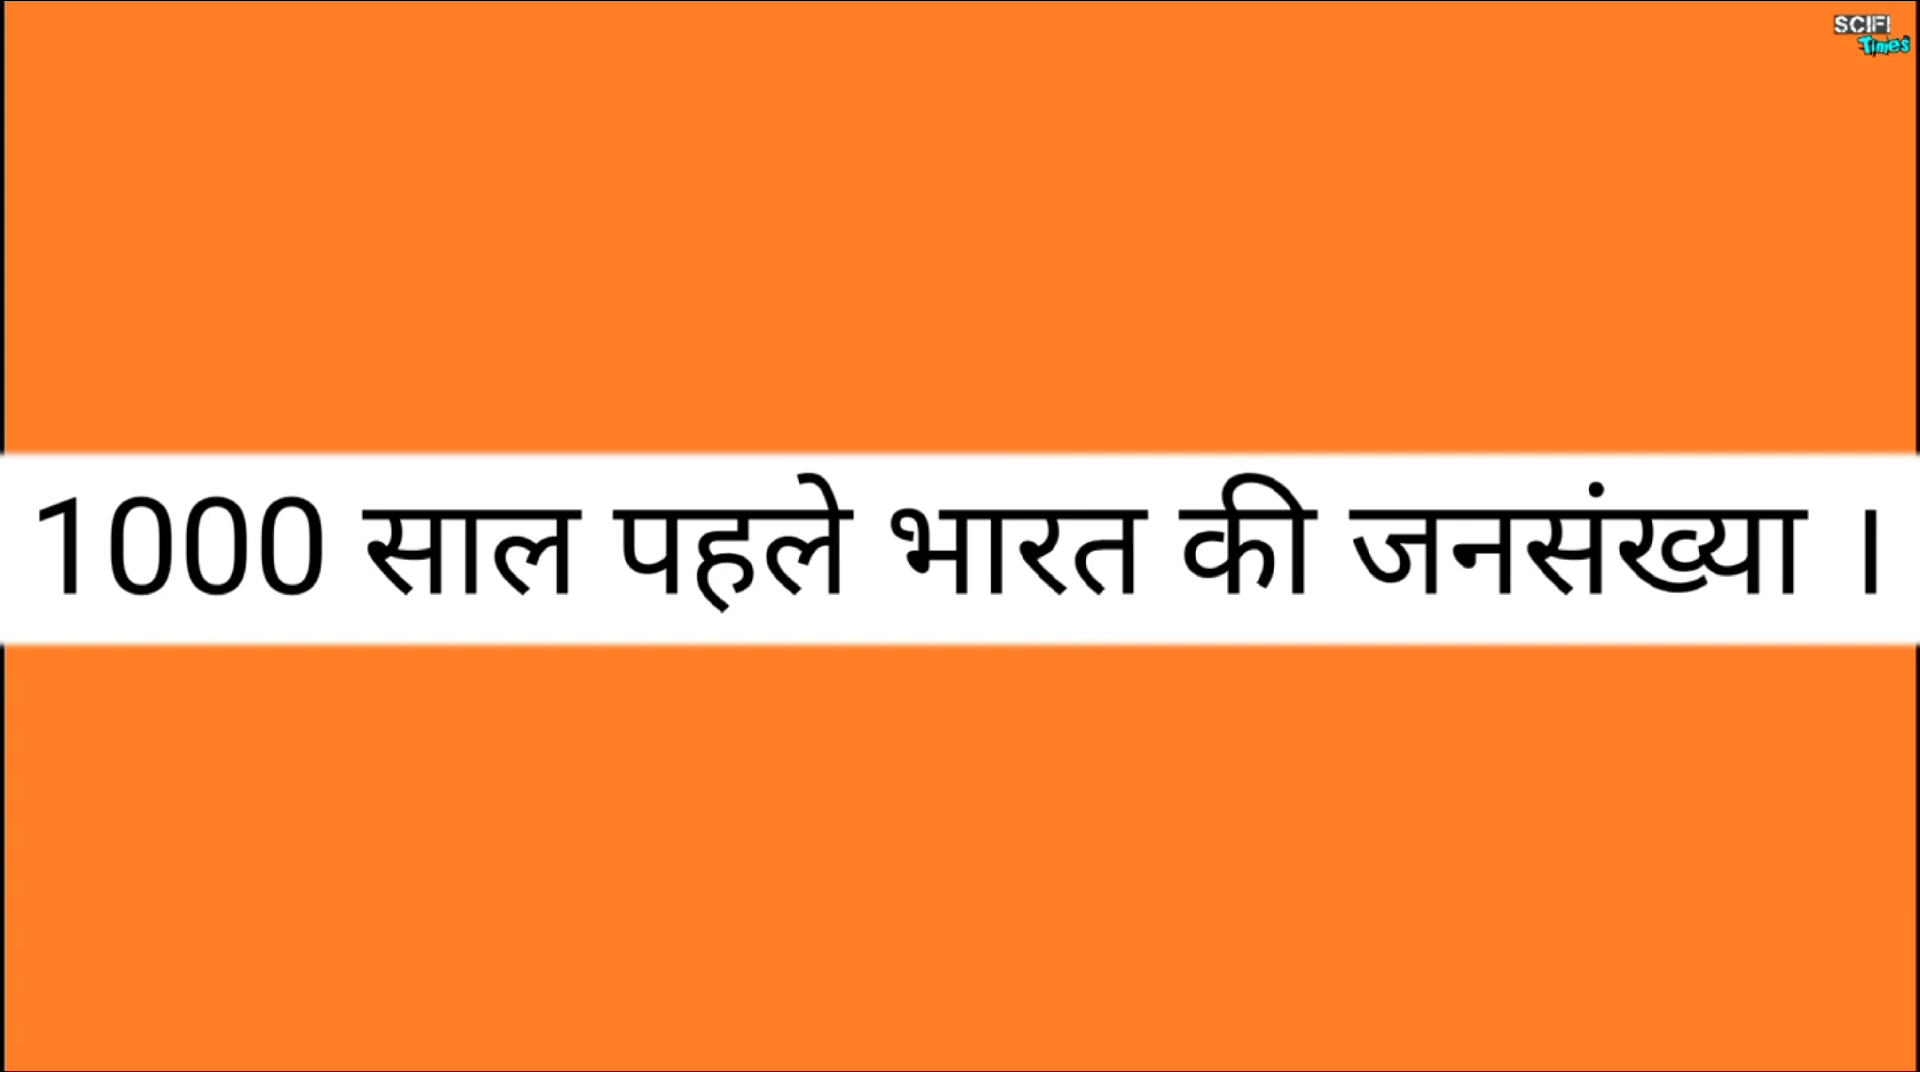 SCIFI
Times
1000 साल पहले भारत की जनसंख्या ।